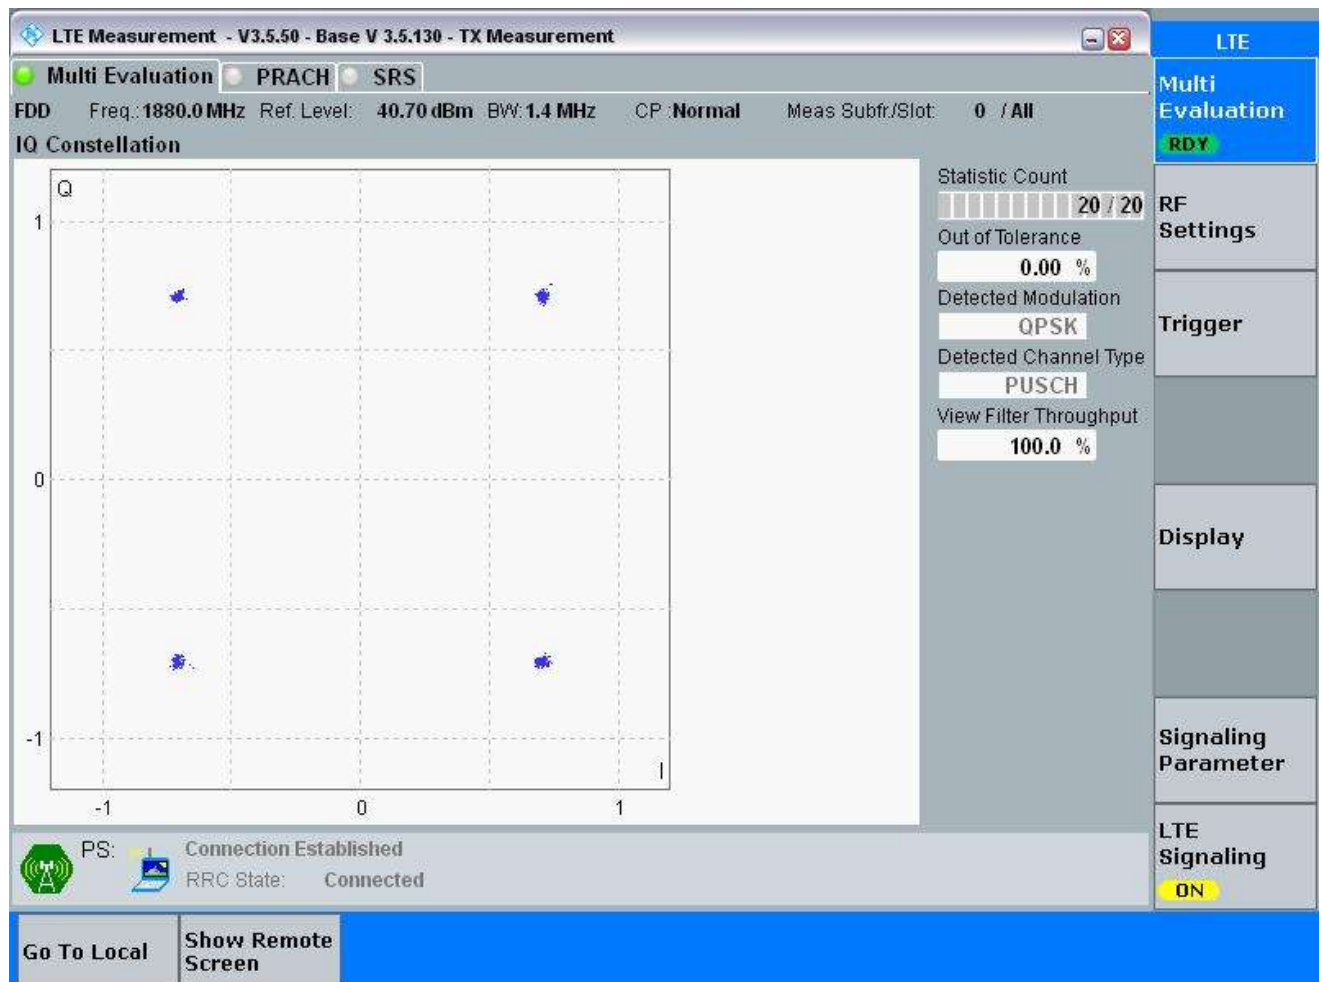 LTE Measurement - V3.5.50 - Base V 3.5.130 - TX Measurement
Multi Evaluation PRACH SRS
FDD Freq.: 1880.0 MHz Ref. Level: 40.70 dBm BW: 1.4 MHz CP : Normal Meas Subfr./Slot: 0 / All
IQ Constellation
Q
1
0
-1
I
-1 0 1
Statistic Count
20 / 20
Out of Tolerance
0.00 %
Detected Modulation
QPSK
Detected Channel Type
PUSCH
View Filter Throughput
100.0 %
PS: Connection Established
RRC State: Connected
LTE
Multi
Evaluation
RDY
RF
Settings
Trigger
Display
Signaling
Parameter
LTE
Signaling
ON
Go To Local
Show Remote
Screen